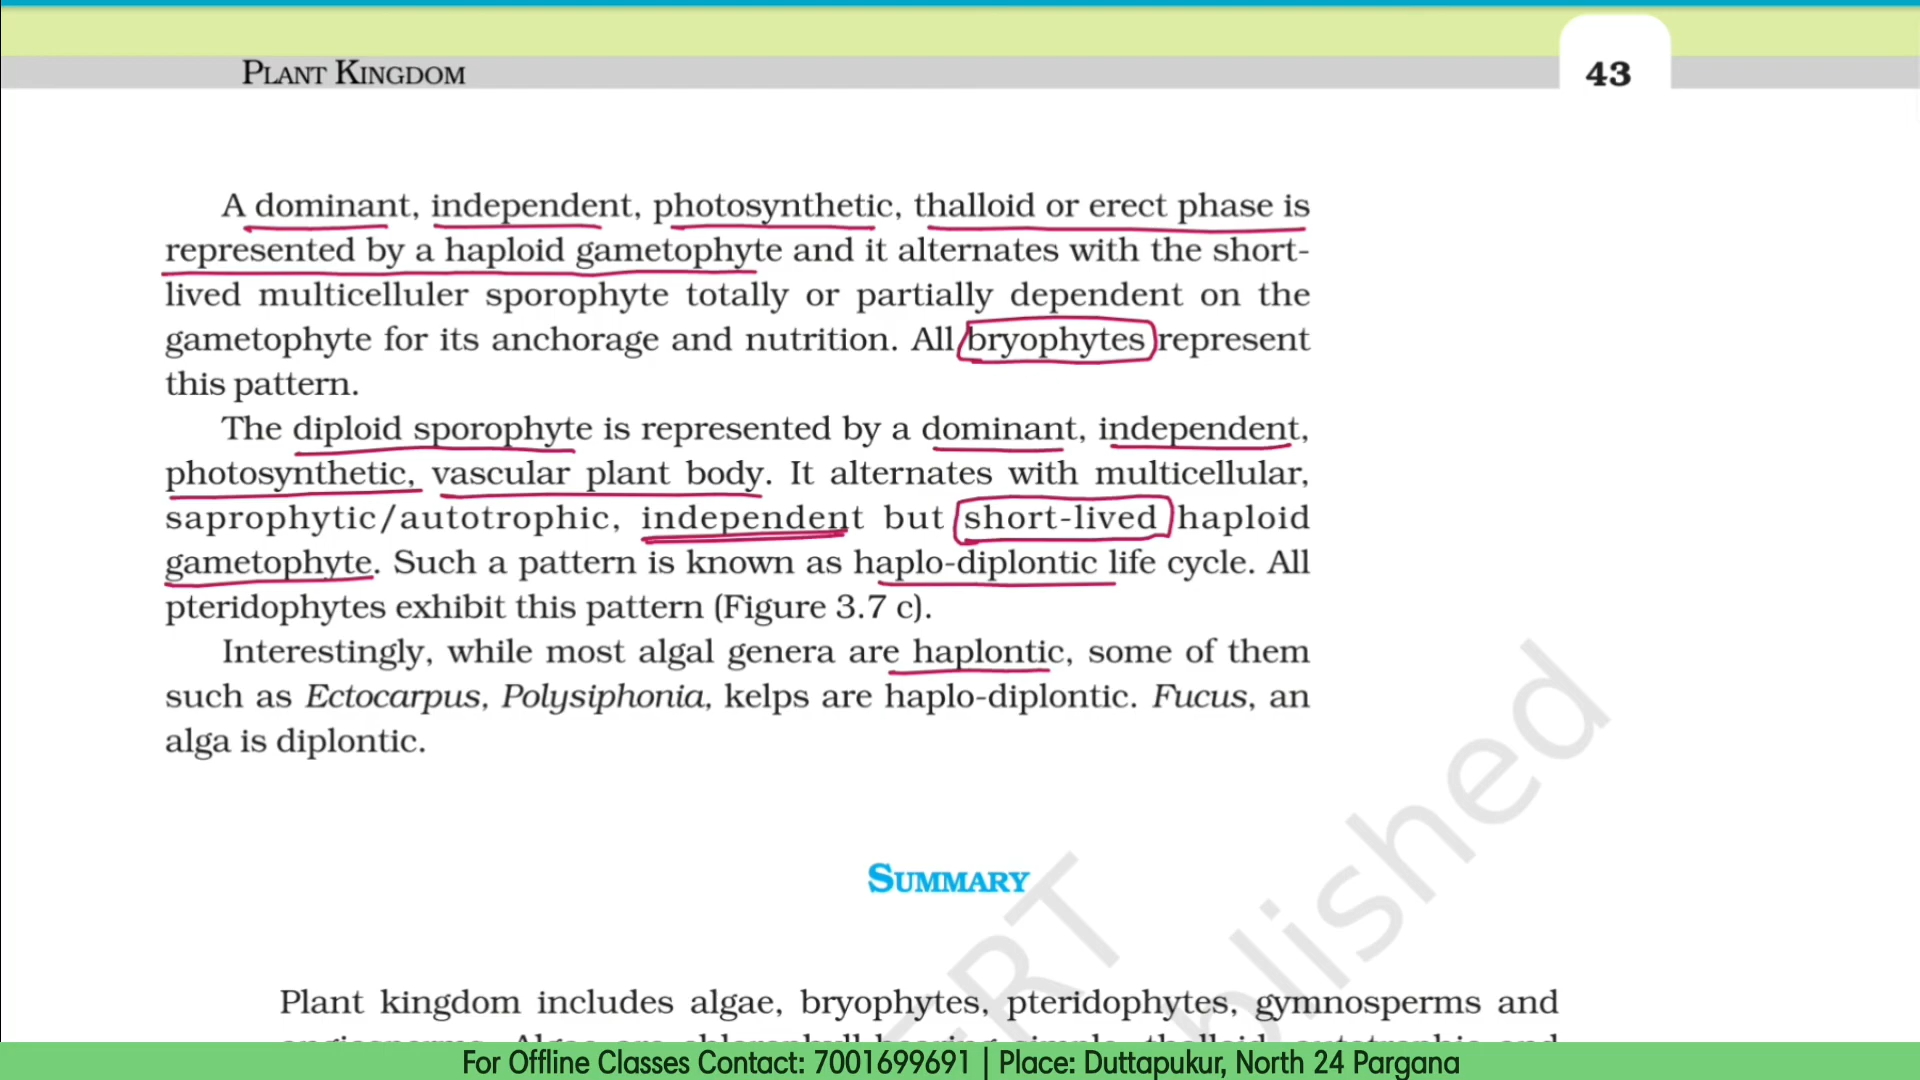 PLANT KINGDOM
43
A dominant, independent, photosynthetic, thalloid or erect phase is
represented by a haploid gametophyte and it alternates with the short-
lived multicelluler sporophyte totally or partially dependent on the
gametophyte for its anchorage and nutrition. All bryophytes represent
this pattern.
The diploid sporophyte is represented by a dominant, independent,
photosynthetic, vascular plant body. It alternates with multicellular,
saprophytic/autotrophic, independent but short-lived haploid
gametophyte. Such a pattern is known as haplo-diplontic life cycle. All
pteridophytes exhibit this pattern (Figure 3.7 c).
Interestingly, while most algal genera are haplontic, some of them
such as Ectocarpus, Polysiphonia, kelps are haplo-diplontic. Fucus, an
alga is diplontic.
SUMMARY
Plant kingdom includes algae, bryophytes, pteridophytes, gymnosperms and
For Offline Classes Contact: 7001699691 | Place: Duttapukur, North 24 Pargana